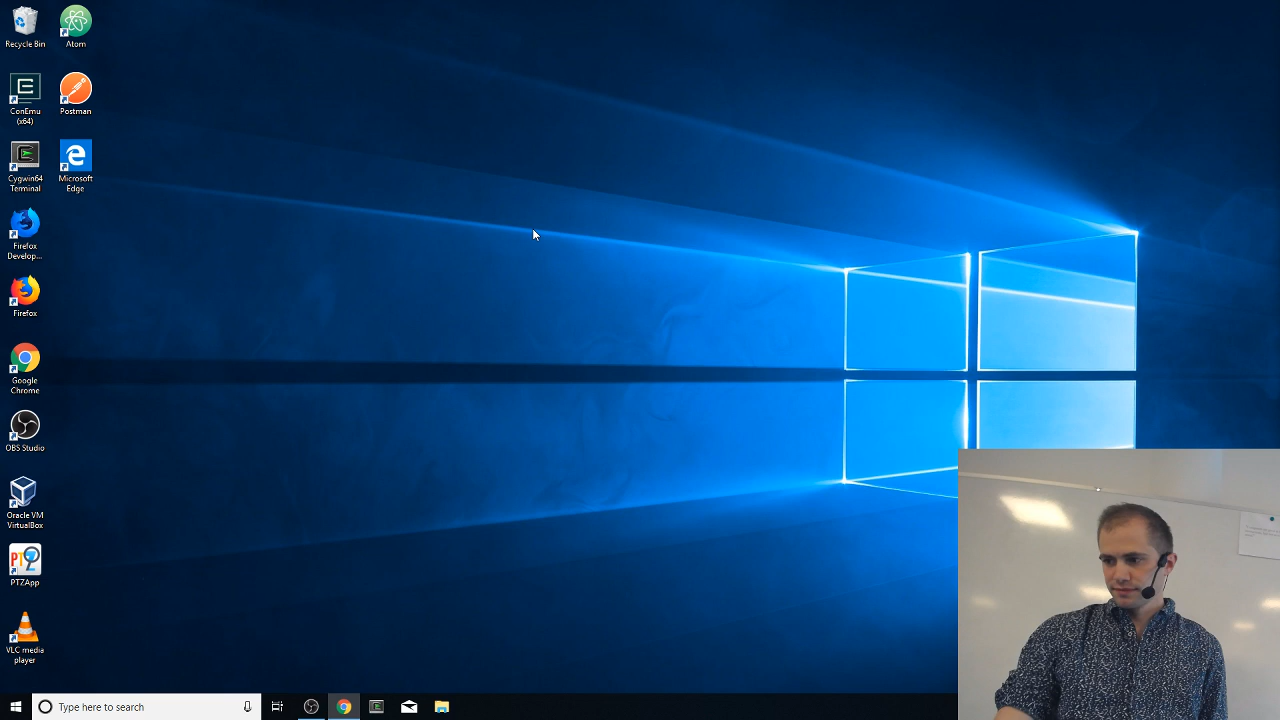 Recycle Bin
Atom
ConEmu
(x64)
Postman
Cygwin64
Terminal
Microsoft
Edge
Firefox
Develop...
Firefox
Google
Chrome
OBS Studio
Oracle VM
VirtualBox
PTZApp
VLC media
player
Type here to search